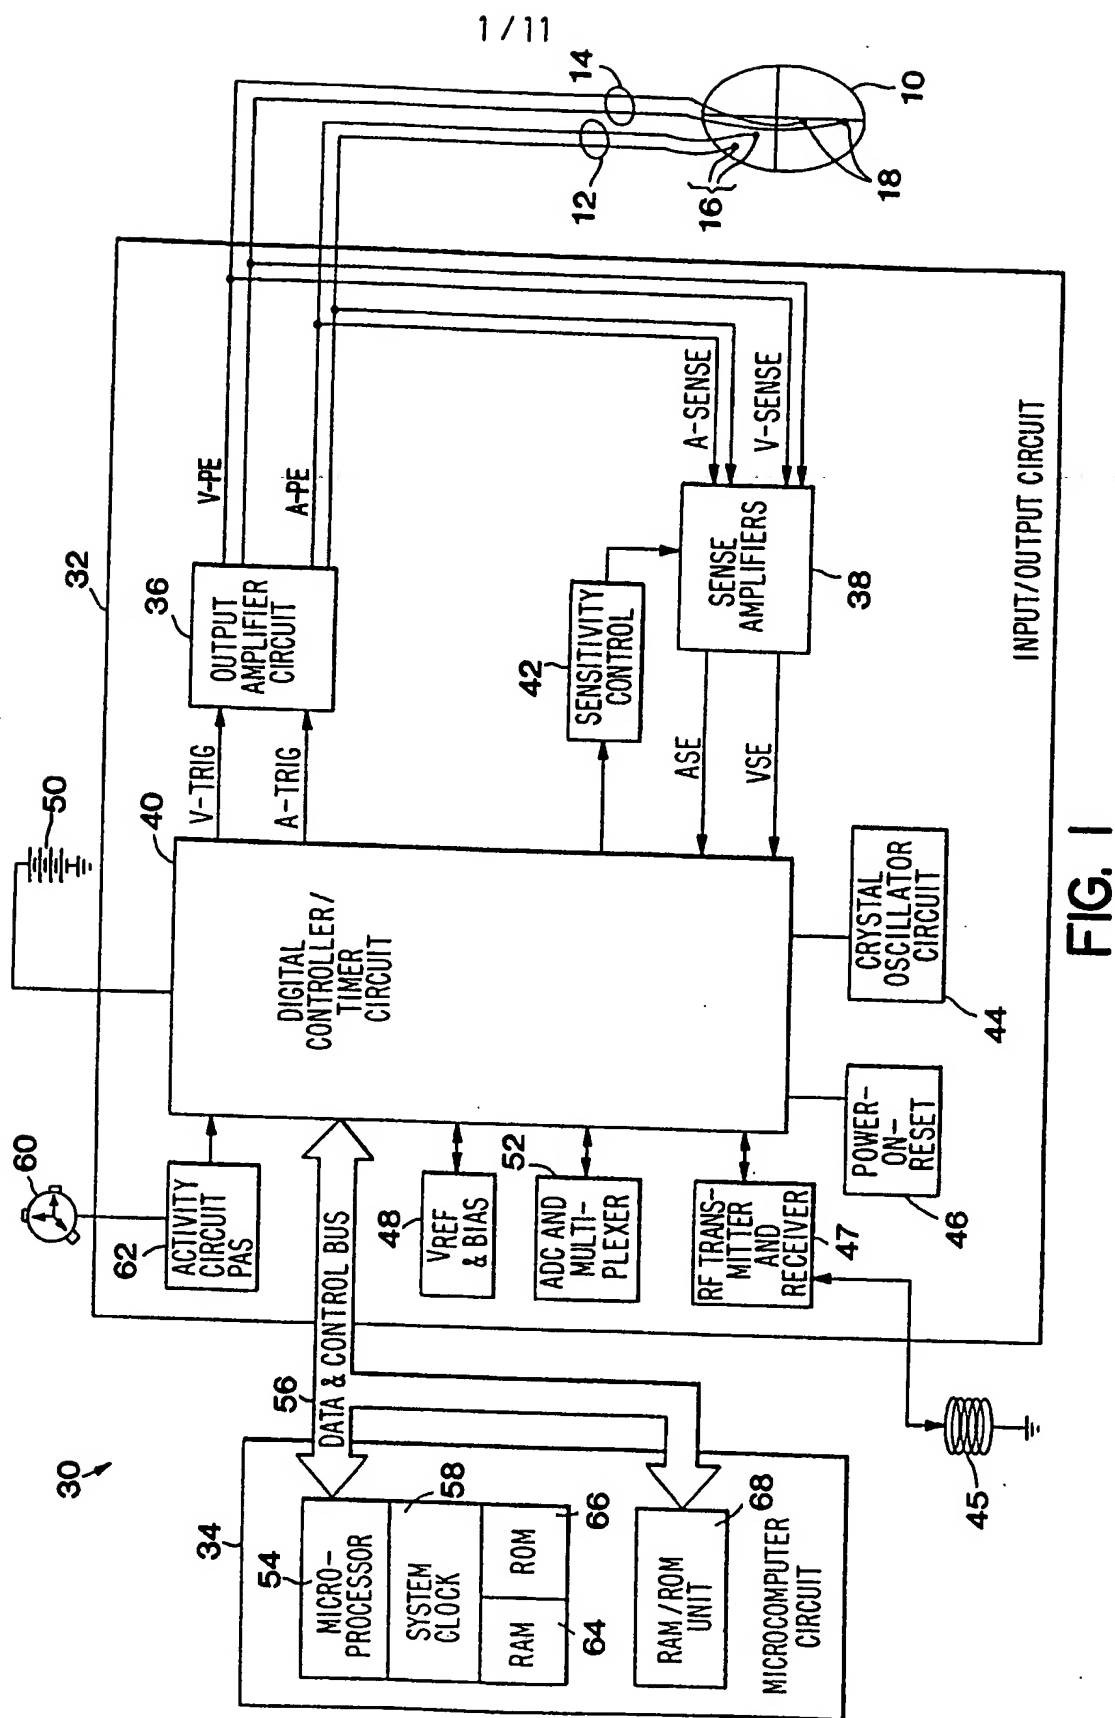 1/11
30
34
54
MICRO-
PROCESSOR
58
SYSTEM
CLOCK
RAM
ROM
64
66
RAM/ROM
UNIT
68
MICROCOMPUTER
CIRCUIT
56
DATA & CONTROL BUS
45
60
62
ACTIVITY
CIRCUIT
PAS
48
VREF
& BIAS
52
ADC AND
MULTI-
PLEXER
RF TRANS-
MITTER
AND
RECEIVER
47
POWER-
ON-
RESET
46
CRYSTAL
OSCILLATOR
CIRCUIT
44
50
40
DIGITAL
CONTROLLER/
TIMER
CIRCUIT
V-TRIG
A-TRIG
32
36
OUTPUT
AMPLIFIER
CIRCUIT
V-PE
A-PE
42
SENSITIVITY
CONTROL
ASE
VSE
SENSE
AMPLIFIERS
38
A-SENSE
V-SENSE
INPUT/OUTPUT CIRCUIT
12
14
16
18
10
FIG. 1